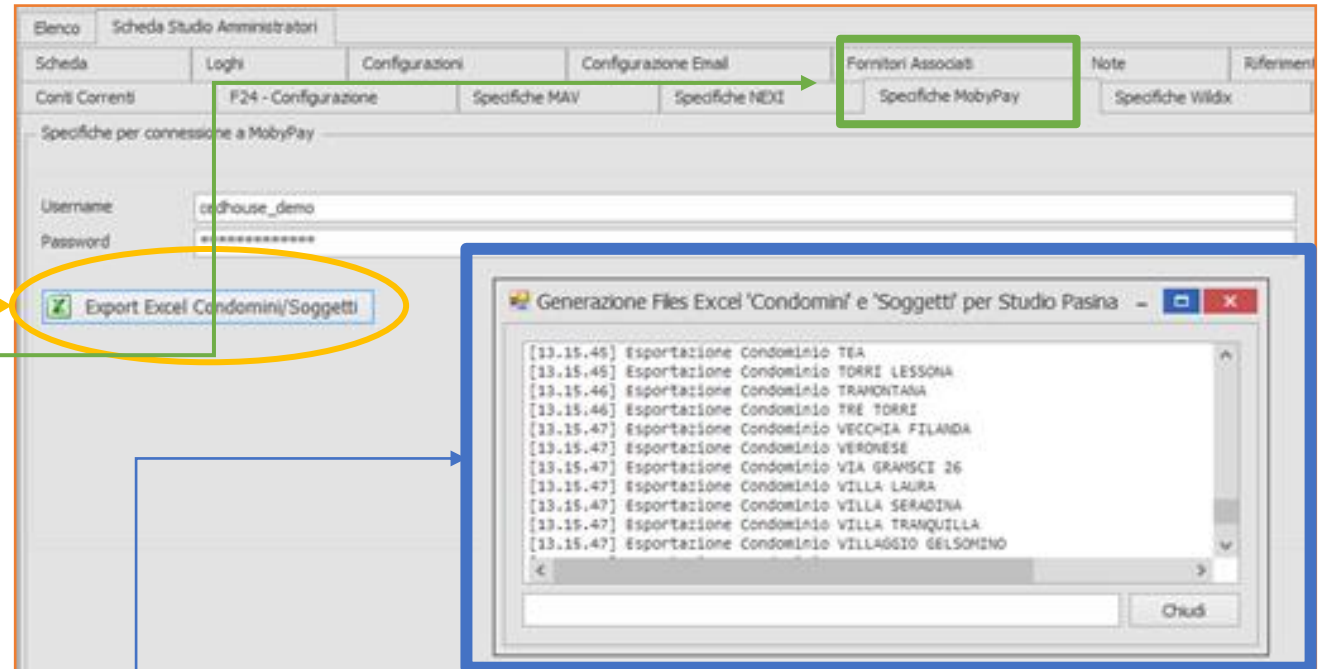 Elenco Scheda Studio Amministratori
Scheda Loghi Configurazioni Configurazione Email Fornitori Associati Note Riferiment
Conti Correnti F24 - Configurazione Specifiche MAV Specifiche NEXI Specifiche MobyPay Specifiche Wildix
Specifiche per connessione a MobyPay
Username cedhouse_demo
Password *************
Export Excel Condomini/Soggetti
Generazione Files Excel 'Condomini' e 'Soggetti' per Studio Pasina
[13.15.45] Esportazione Condominio TEA
[13.15.45] Esportazione Condominio TORRI LESSONA
[13.15.46] Esportazione Condominio TRAMONTANA
[13.15.46] Esportazione Condominio TRE TORRI
[13.15.47] Esportazione Condominio VECCHIA FILANDA
[13.15.47] Esportazione Condominio VERONESE
[13.15.47] Esportazione Condominio VIA GRAMSCI 26
[13.15.47] Esportazione Condominio VILLA LAURA
[13.15.47] Esportazione Condominio VILLA SERADINA
[13.15.47] Esportazione Condominio VILLA TRANQUILLA
[13.15.47] Esportazione Condominio VILLAGGIO GELSOMINO
Chiudi